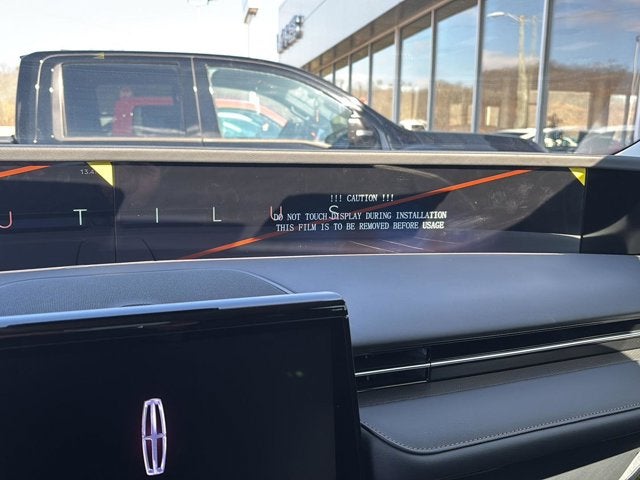 !!! CAUTION !!!
U T I L U S
DO NOT TOUCH DISPLAY DURING INSTALLATION
THIS FILM IS TO BE REMOVED BEFORE USAGE